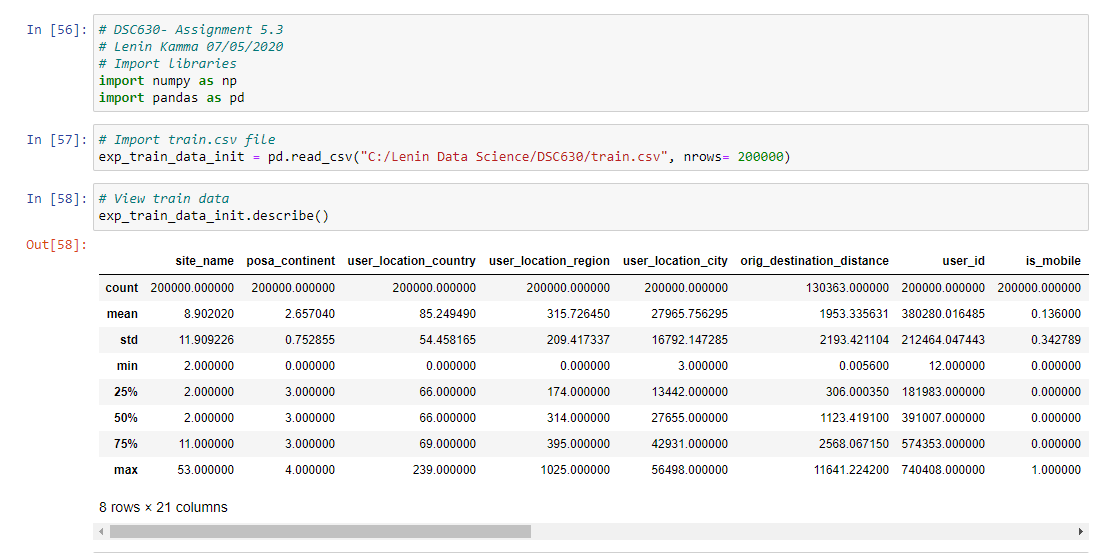 In [56]: # DSC630- Assignment 5.3
# Lenin Kamma 07/05/2020
# Import libraries
import numpy as np
import pandas as pd
In [57]: # Import train.csv file
exp_train_data_init = pd.read_csv("C:/Lenin Data Science/DSC630/train.csv", nrows= 200000)
In [58]: # View train data
exp_train_data_init.describe()
Out[58]:
site_name posa_continent user_location_country user_location_region user_location_city orig_destination_distance user_id is_mobile
count 200000.000000 200000.000000 200000.000000 200000.000000 200000.000000 130363.000000 200000.000000 200000.000000
mean 8.902020 2.657040 85.249490 315.726450 27965.756295 1953.335631 380280.016485 0.136000
std 11.909226 0.752855 54.458165 209.417337 16792.147285 2193.421104 212464.047443 0.342789
min 2.000000 0.000000 0.000000 0.000000 3.000000 0.005600 12.000000 0.000000
25% 2.000000 3.000000 66.000000 174.000000 13442.000000 306.000350 181983.000000 0.000000
50% 2.000000 3.000000 66.000000 314.000000 27655.000000 1123.419100 391007.000000 0.000000
75% 11.000000 3.000000 69.000000 395.000000 42931.000000 2568.067150 574353.000000 0.000000
max 53.000000 4.000000 239.000000 1025.000000 56498.000000 11641.224200 740408.000000 1.000000
8 rows × 21 columns